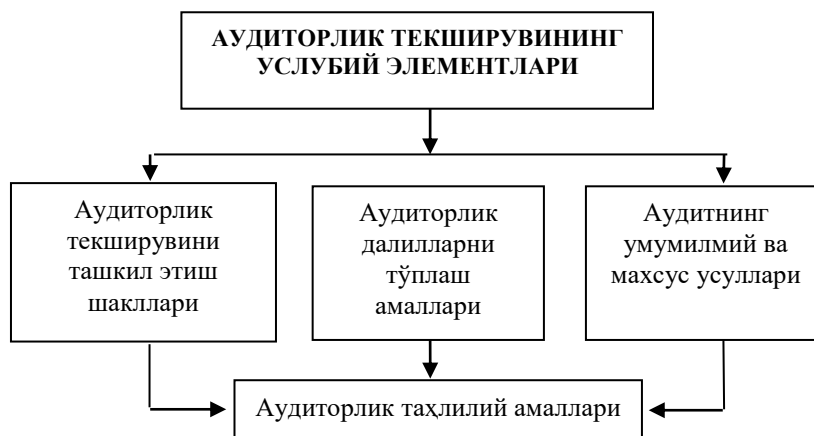 АУДИТОРЛИК ТЕКШИРУВИНИНГ
УСЛУБИЙ ЭЛЕМЕНТЛАРИ
Аудиторлик
текширувини
ташкил этиш
шакллари
Аудиторлик
далилларни
тўплаш
амаллари
Аудитнинг
умумилмий ва
махсус усуллари
Аудиторлик таҳлилий амаллари